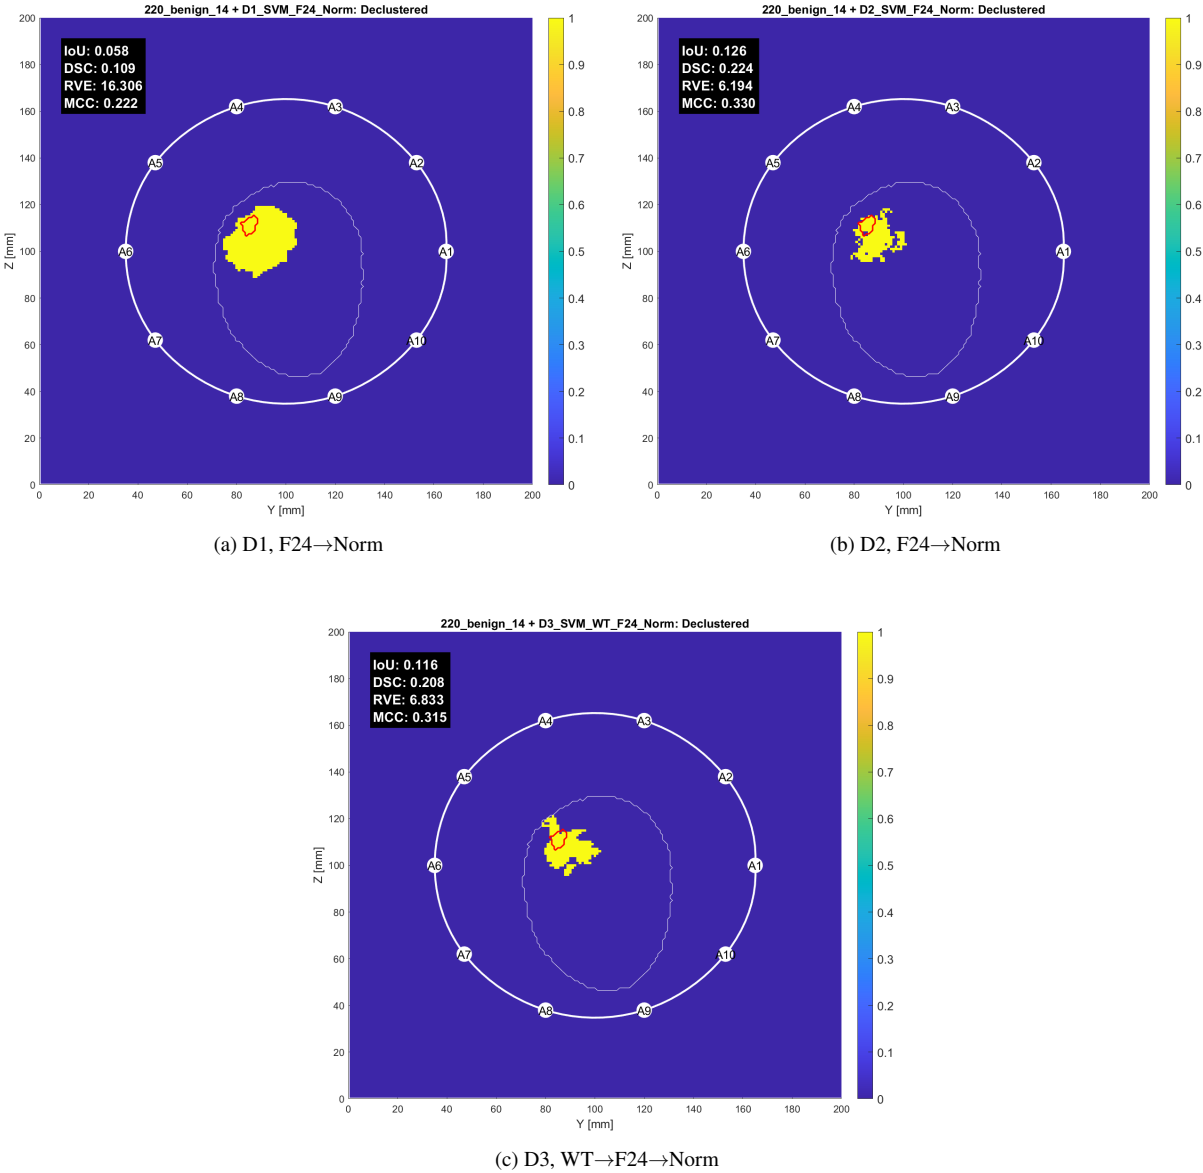 220_benign_14 + D1_SVM_F24_Norm: Declustered
IoU: 0.058
DSC: 0.109
RVE: 16.306
MCC: 0.222
A4 A3
A5 A2
A6 A1
A7 A10
A8 A9
Z [mm]
200
180
160
140
120
100
80
60
40
20
0
0 20 40 60 80 100 120 140 160 180 200
Y [mm]
1
0.9
0.8
0.7
0.6
0.5
0.4
0.3
0.2
0.1
0
(a) D1, F24→Norm
220_benign_14 + D2_SVM_F24_Norm: Declustered
IoU: 0.126
DSC: 0.224
RVE: 6.194
MCC: 0.330
A4 A3
A5 A2
A6 A1
A7 A10
A8 A9
Z [mm]
200
180
160
140
120
100
80
60
40
20
0
0 20 40 60 80 100 120 140 160 180 200
Y [mm]
1
0.9
0.8
0.7
0.6
0.5
0.4
0.3
0.2
0.1
0
(b) D2, F24→Norm
220_benign_14 + D3_SVM_WT_F24_Norm: Declustered
IoU: 0.116
DSC: 0.208
RVE: 6.833
MCC: 0.315
A4 A3
A5 A2
A6 A1
A7 A10
A8 A9
Z [mm]
200
180
160
140
120
100
80
60
40
20
0
0 20 40 60 80 100 120 140 160 180 200
Y [mm]
1
0.9
0.8
0.7
0.6
0.5
0.4
0.3
0.2
0.1
0
(c) D3, WT→F24→Norm